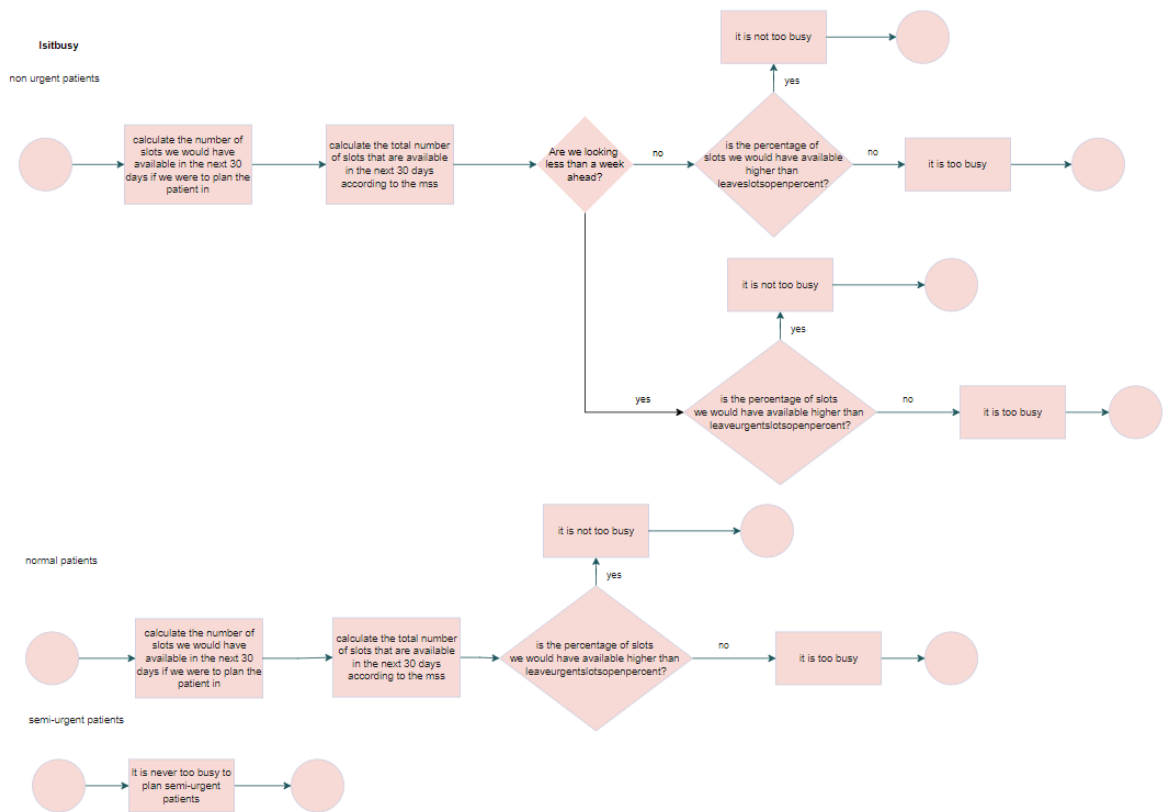 Isitbusy
non urgent patients
it is not too busy
yes
calculate the number of
slots we would have
available in the next 30
days if we were to plan the
patient in
calculate the total number
of slots that are available
in the next 30 days
according to the mss
Are we looking
less than a week
ahead?
no
is the percentage of
slots we would have available
higher than
leaveslotsopenpercent?
no
it is too busy
it is not too busy
yes
yes
is the percentage of slots
we would have available higher than
leaveurgentslotsopenpercent?
no
it is too busy
normal patients
it is not too busy
yes
calculate the number of
slots we would have
available in the next 30
days if we were to plan the
patient in
calculate the total number
of slots that are available
in the next 30 days
according to the mss
is the percentage of slots
we would have available higher than
leaveurgentslotsopenpercent?
no
it is too busy
semi-urgent patients
It is never too busy to
plan semi-urgent
patients